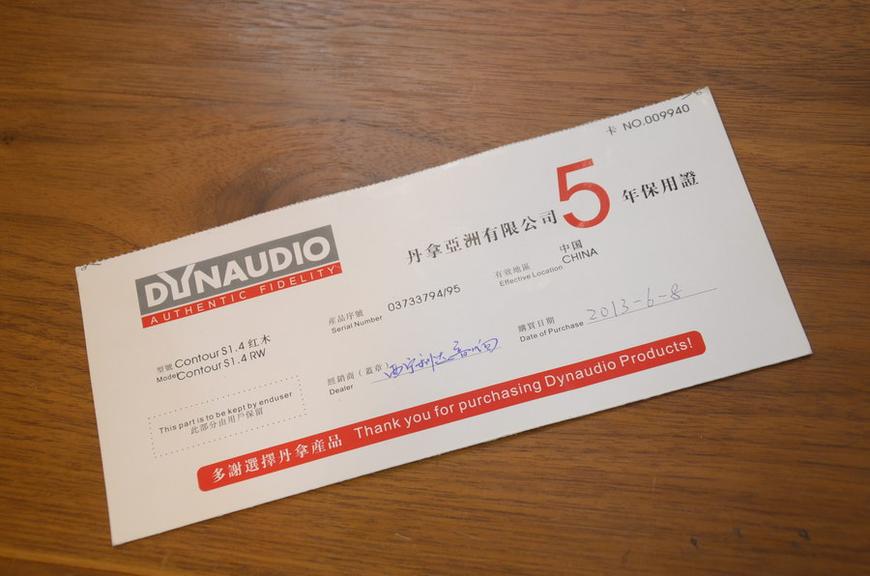 卡 NO.009940
丹拿亞洲有限公司5年保用證
DYNAUDIO
AUTHENTIC FIDELITY
產品序號 03733794/95
Serial Number
有效地區 中国
Effective Location CHINA
型號 Contour S1.4 红木
Model Contour S1.4 RW
經銷商(蓋章)
Dealer
購買日期 2013-6-8
Date of Purchase
This part is to be kept by enduser
此部分由用戶保留
多謝選擇丹拿産品 Thank you for purchasing Dynaudio Products!